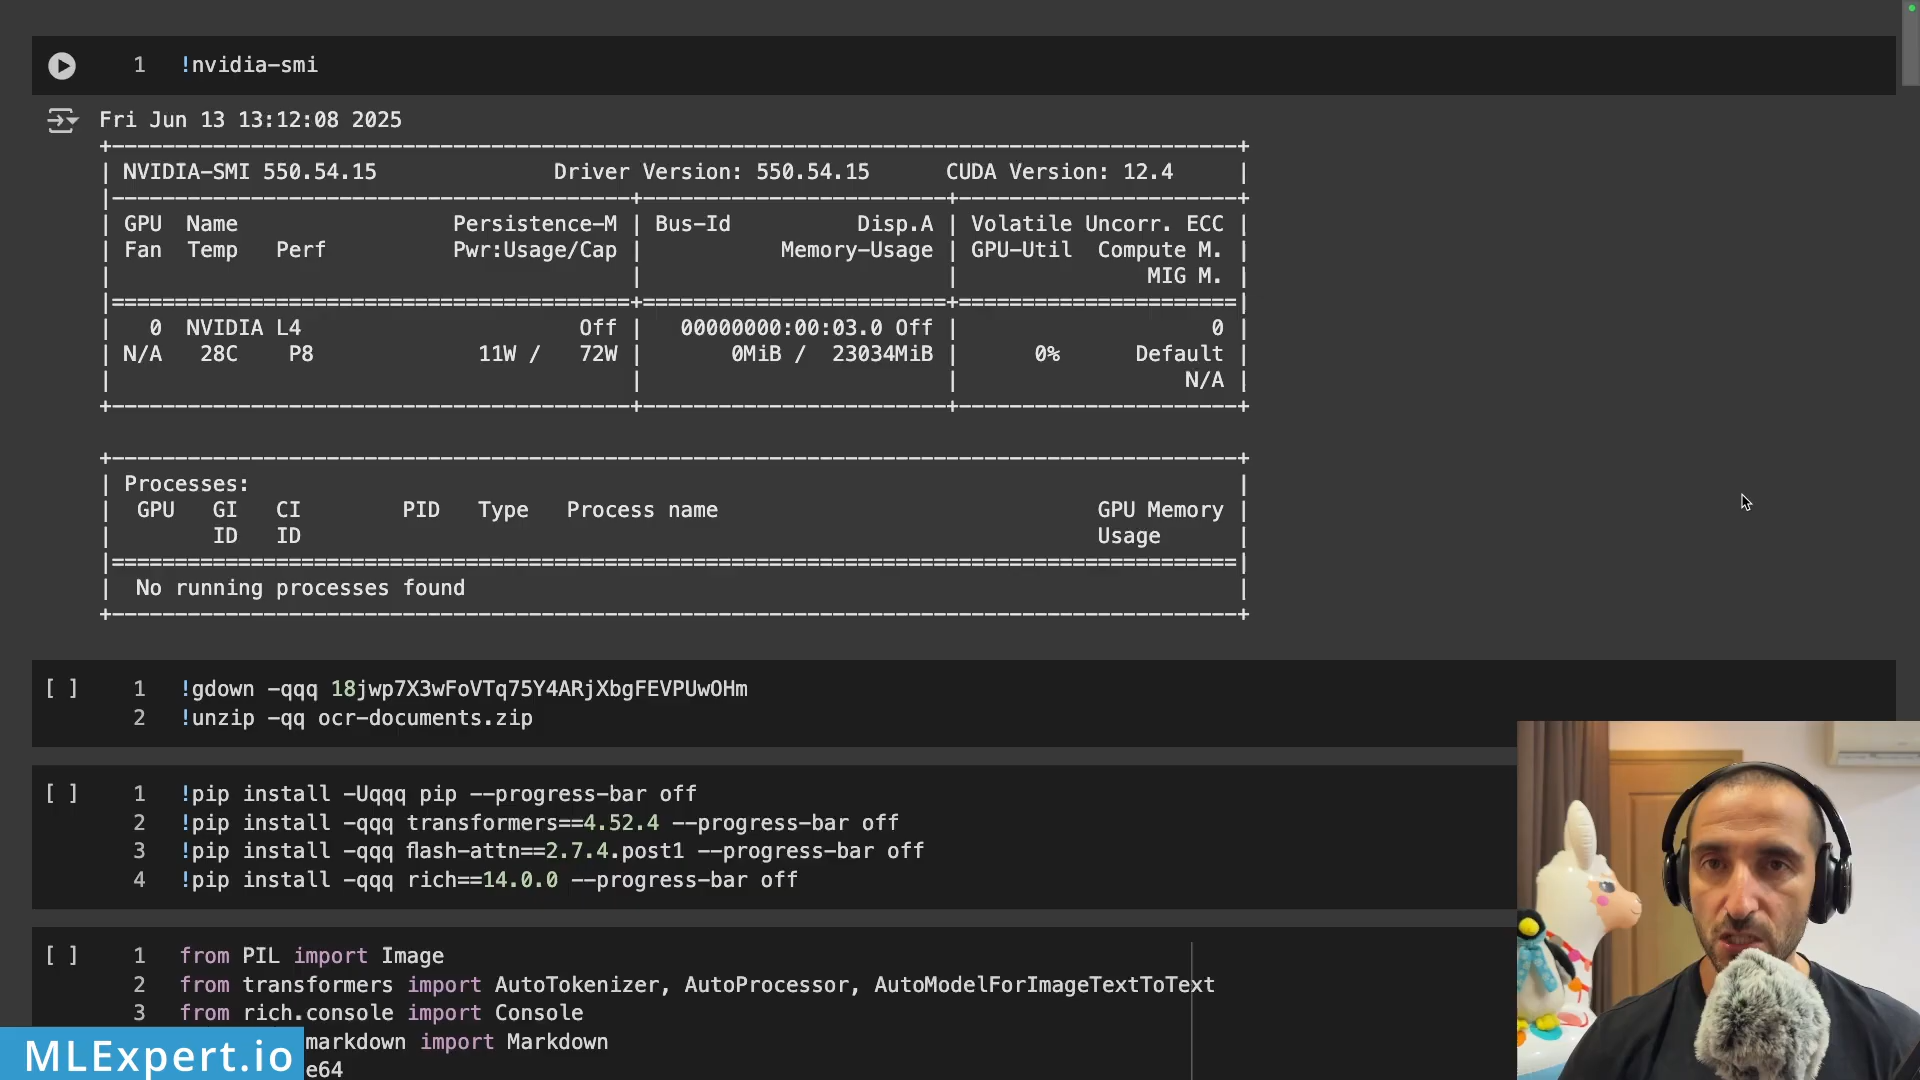 1 !nvidia-smi
Fri Jun 13 13:12:08 2025
+-----------------------------------------------------------------------------------------+
| NVIDIA-SMI 550.54.15              Driver Version: 550.54.15      CUDA Version: 12.4     |
|-----------------------------------------+------------------------+----------------------+
| GPU  Name                 Persistence-M | Bus-Id          Disp.A | Volatile Uncorr. ECC |
| Fan  Temp   Perf          Pwr:Usage/Cap |           Memory-Usage | GPU-Util  Compute M. |
|                                         |                        |               MIG M. |
|=========================================+========================+======================|
|   0  NVIDIA L4                      Off |   00000000:00:03.0 Off |                    0 |
| N/A   28C    P8             11W /   72W |       0MiB /  23034MiB |      0%      Default |
|                                         |                        |                  N/A |
+-----------------------------------------+------------------------+----------------------+
+-----------------------------------------------------------------------------------------+
| Processes:                                                                              |
|  GPU   GI   CI        PID   Type   Process name                              GPU Memory |
|        ID   ID                                                               Usage      |
|=========================================================================================|
|  No running processes found                                                             |
+-----------------------------------------------------------------------------------------+
[ ] 1 !gdown -qqq 18jwp7X3wFoVTq75Y4ARjXbgFEVPUwOHm
2 !unzip -qq ocr-documents.zip
[ ] 1 !pip install -Uqqq pip --progress-bar off
2 !pip install -qqq transformers==4.52.4 --progress-bar off
3 !pip install -qqq flash-attn==2.7.4.post1 --progress-bar off
4 !pip install -qqq rich==14.0.0 --progress-bar off
[ ] 1 from PIL import Image
2 from transformers import AutoTokenizer, AutoProcessor, AutoModelForImageTextToText
3 from rich.console import Console
markdown import Markdown
e64
MLExpert.io